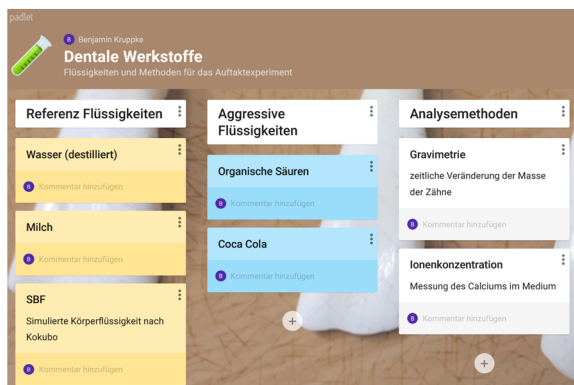 padlet
B Benjamin Kruppke
Dentale Werkstoffe
Flüssigkeiten und Methoden für das Auftaktexperiment
Referenz Flüssigkeiten
Wasser (destilliert)
B Kommentar hinzufügen
Milch
B Kommentar hinzufügen
SBF
Simulierte Körperflüssigkeit nach
Kokubo
B Kommentar hinzufügen
Aggressive
Flüssigkeiten
Organische Säuren
B Kommentar hinzufügen
Coca Cola
B Kommentar hinzufügen
Analysemethoden
Gravimetrie
zeitliche Veränderung der Masse
der Zähne
B Kommentar hinzufügen
Ionenkonzentration
Messung des Calciums im Medium
B Kommentar hinzufügen